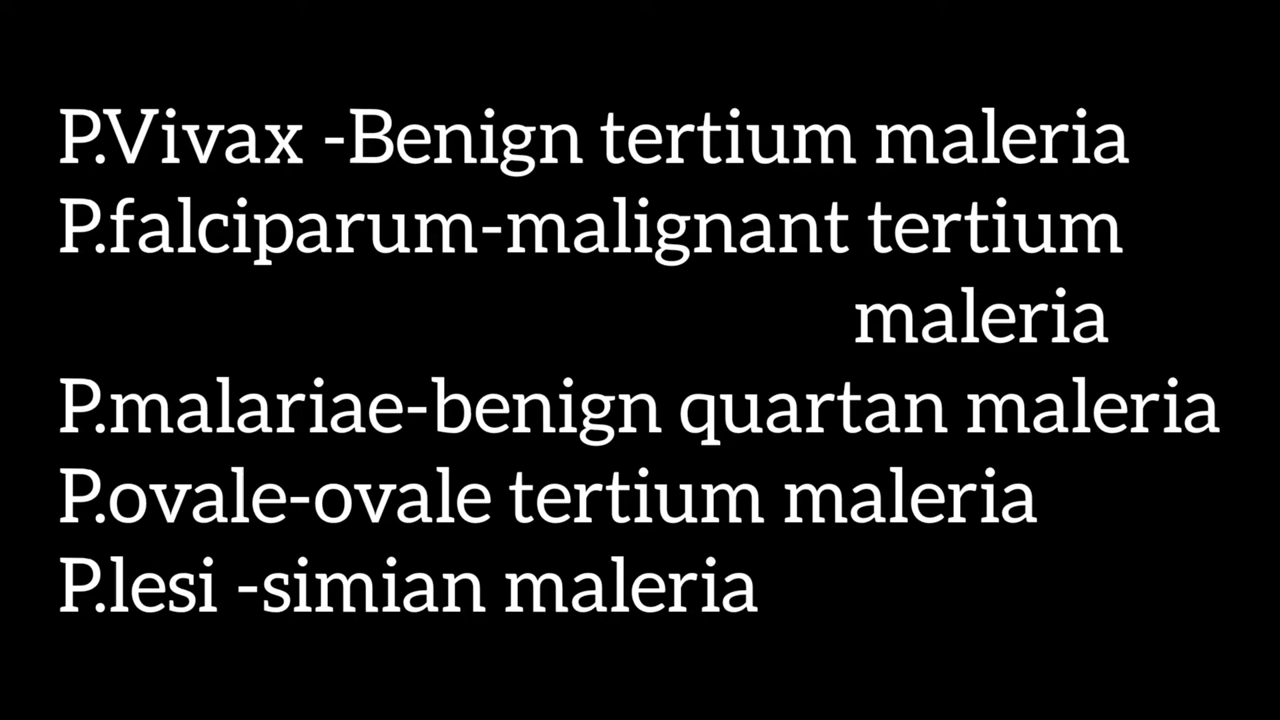 P.Vivax -Benign tertium maleria
P.falciparum-malignant tertium
maleria
P.malariae-benign quartan maleria
P.ovale-ovale tertium maleria
P.lesi -simian maleria